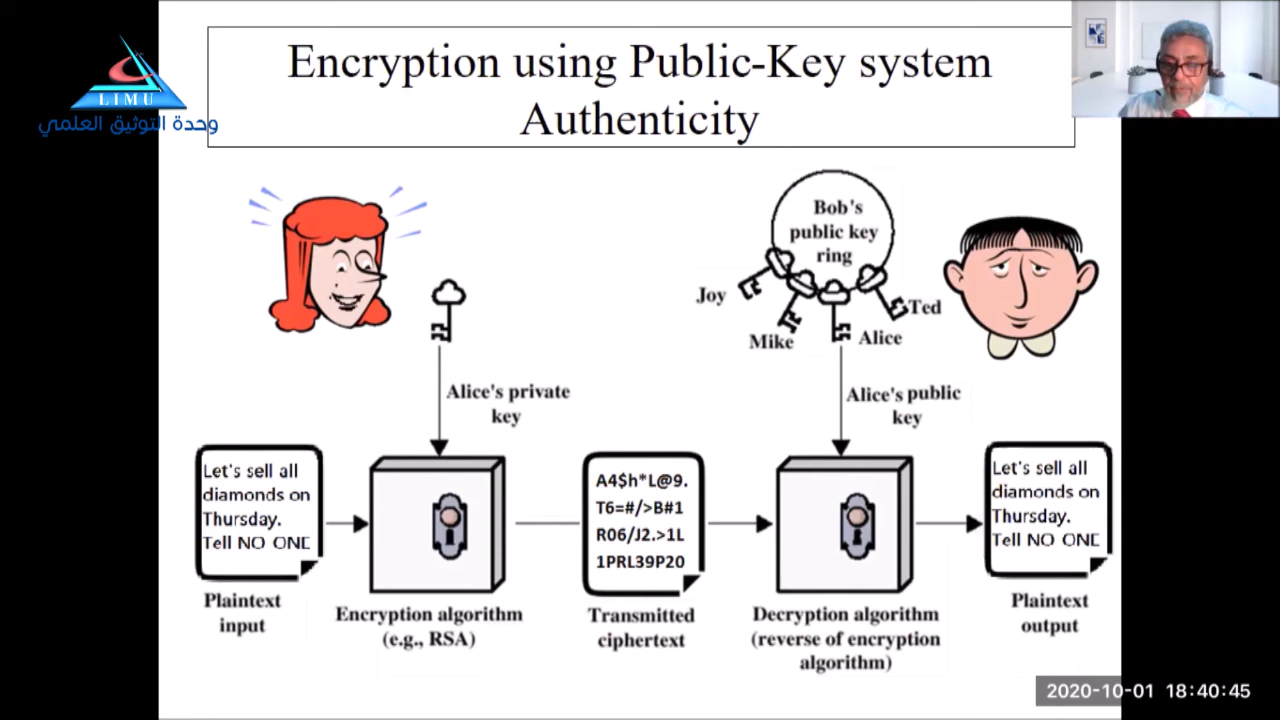 Encryption using Public-Key system
Authenticity
LIMU
وحدة التوثيق العلمي
Bob's
public key
ring
Joy
Mike
Alice
Ted
Alice's private
key
Alice's public
key
Let's sell all
diamonds on
Thursday.
Tell NO ONE
A4$h*L@9.
T6=#/>B#1
R06/J2.>1L
1PRL39P20
Let's sell all
diamonds on
Thursday.
Tell NO ONE
Plaintext
input
Encryption algorithm
(e.g., RSA)
Transmitted
ciphertext
Decryption algorithm
(reverse of encryption
algorithm)
Plaintext
output
2020-10-01 18:40:45